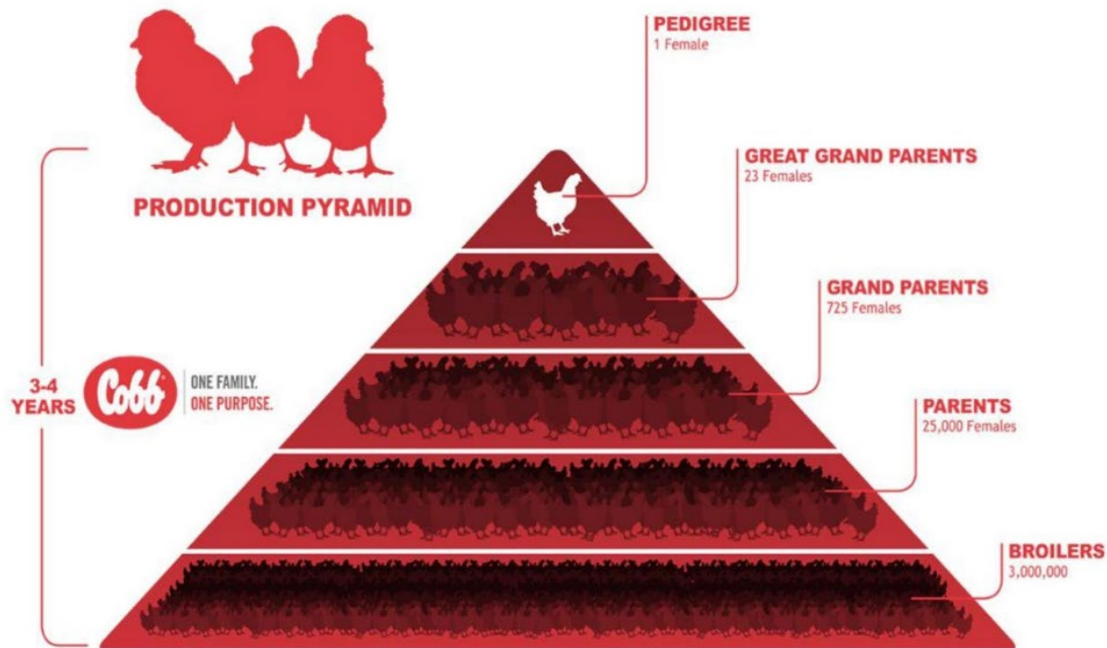 PEDIGREE
1 Female
GREAT GRAND PARENTS
23 Females
PRODUCTION PYRAMID
GRAND PARENTS
725 Females
3-4
YEARS
Cobb
ONE FAMILY.
ONE PURPOSE.
PARENTS
25,000 Females
BROILERS
3,000,000